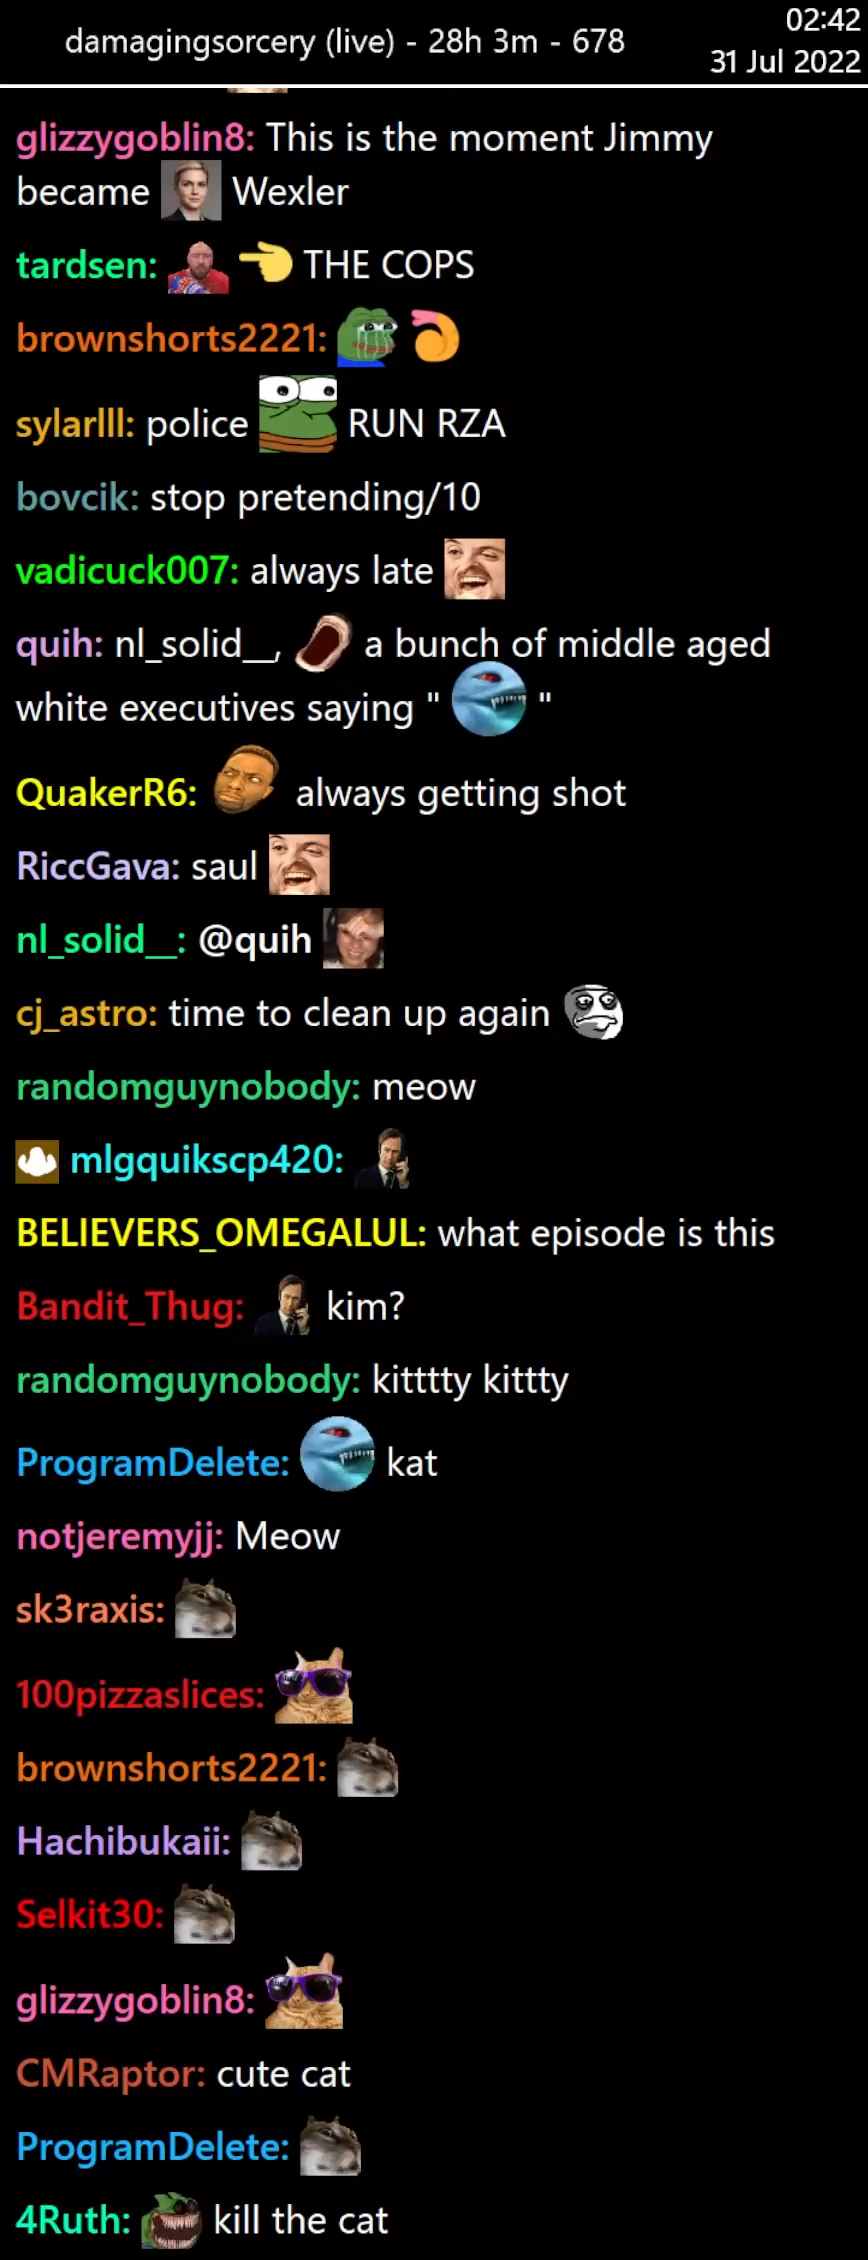 02:42
damagingsorcery (live) - 28h 3m - 678
31 Jul 2022
glizzygoblin8: This is the moment Jimmy
became Wexler
tardsen: THE COPS
brownshorts2221:
sylarlll: police RUN RZA
bovcik: stop pretending/10
vadicuck007: always late
quih: nl_solid__, a bunch of middle aged
white executives saying " "
QuakerR6: always getting shot
RiccGava: saul
nl_solid__: @quih
cj_astro: time to clean up again
randomguynobody: meow
mlgquikscp420:
BELIEVERS_OMEGALUL: what episode is this
Bandit_Thug: kim?
randomguynobody: kitttty kittty
ProgramDelete: kat
notjeremyjj: Meow
sk3raxis:
100pizzaslices:
brownshorts2221:
Hachibukaii:
Selkit30:
glizzygoblin8:
CMRaptor: cute cat
ProgramDelete:
4Ruth: kill the cat